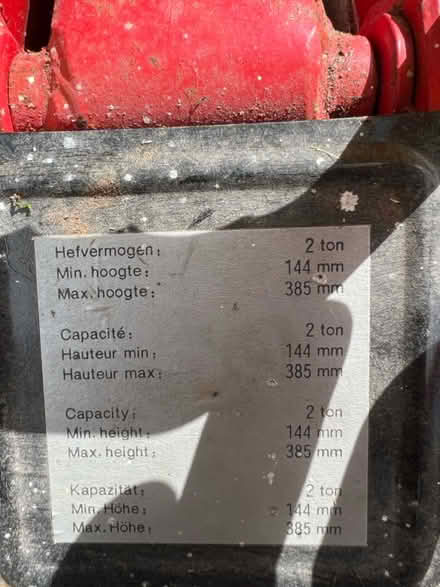 Hefvermogen: 2 ton
Min. hoogte: 144 mm
Max. hoogte: 385 mm
Capacité: 2 ton
Hauteur min: 144 mm
Hauteur max: 385 mm
Capacity: 2 ton
Min. height: 144 mm
Max. height: 385 mm
Kapazität: 2 ton
Min. Höhe: 144 mm
Max. Höhe: 385 mm